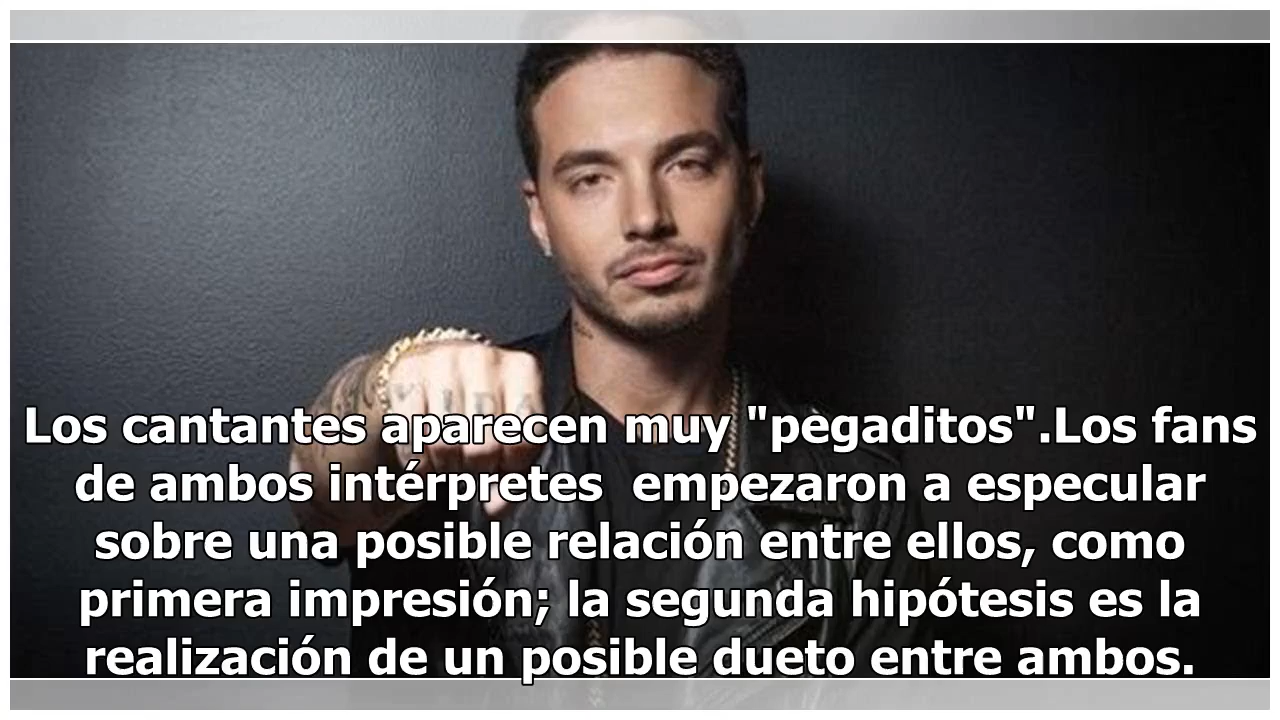 Los cantantes aparecen muy "pegaditos".Los fans
de ambos intérpretes  empezaron a especular
sobre una posible relación entre ellos, como
primera impresión; la segunda hipótesis es la
realización de un posible dueto entre ambos.